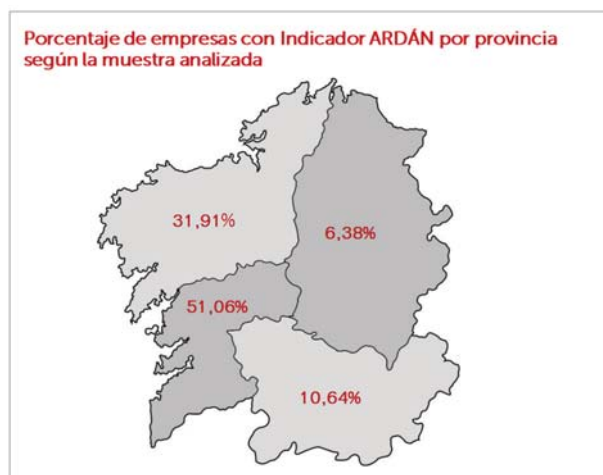 Porcentaje de empresas con Indicador ARDÁN por provincia
según la muestra analizada
31,91%
6,38%
51,06%
10,64%